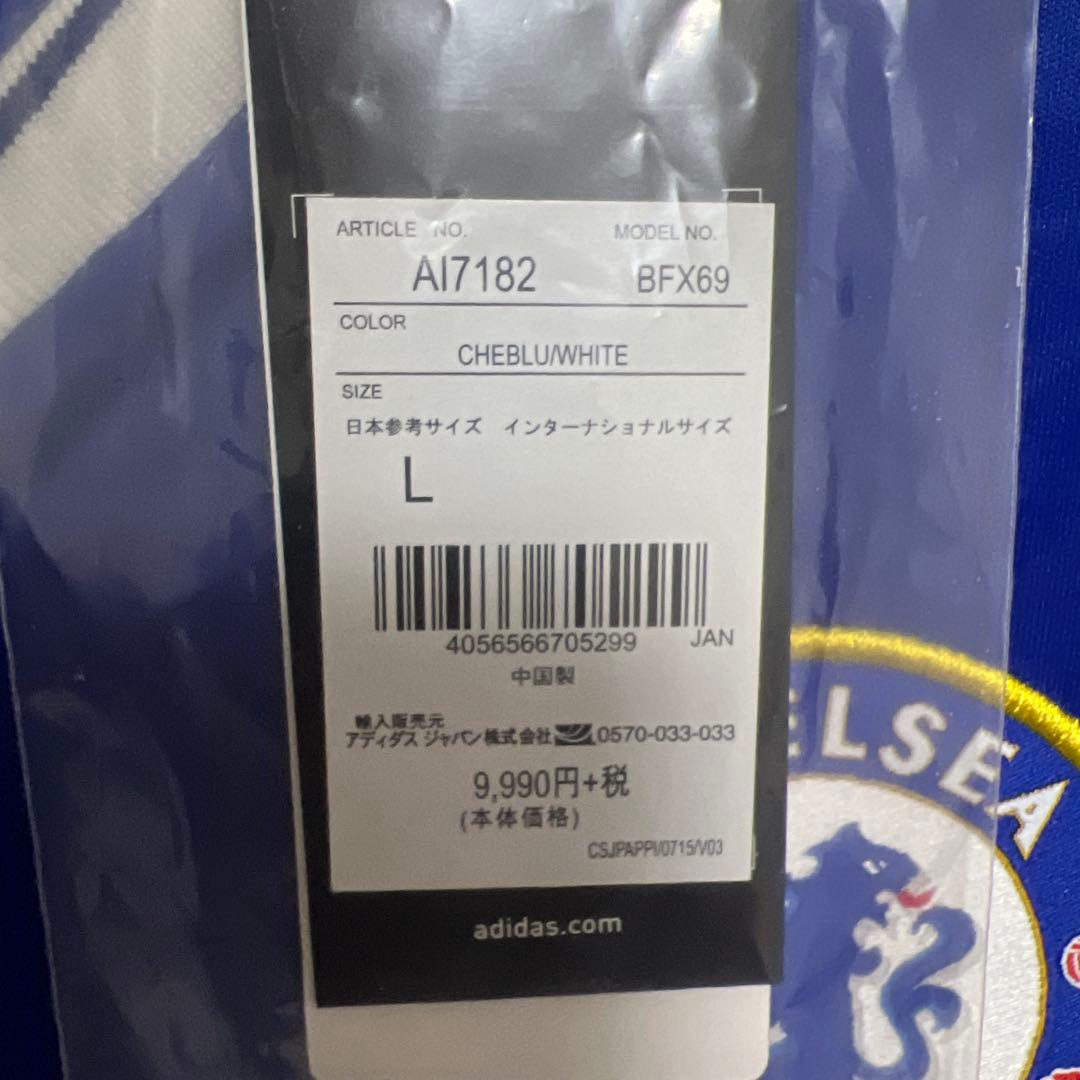 ARTICLE NO. MODEL NO.
AI7182 BFX69
COLOR
CHEBLU/WHITE
SIZE
日本参考サイズ インターナショナルサイズ
L
4056566705299 JAN
中国製
輸入販売元
アディダス ジャパン株式会社 0570-033-033
9,990円+税
(本体価格)
CSJPAPPI/0715/V03
adidas.com
ELSEA